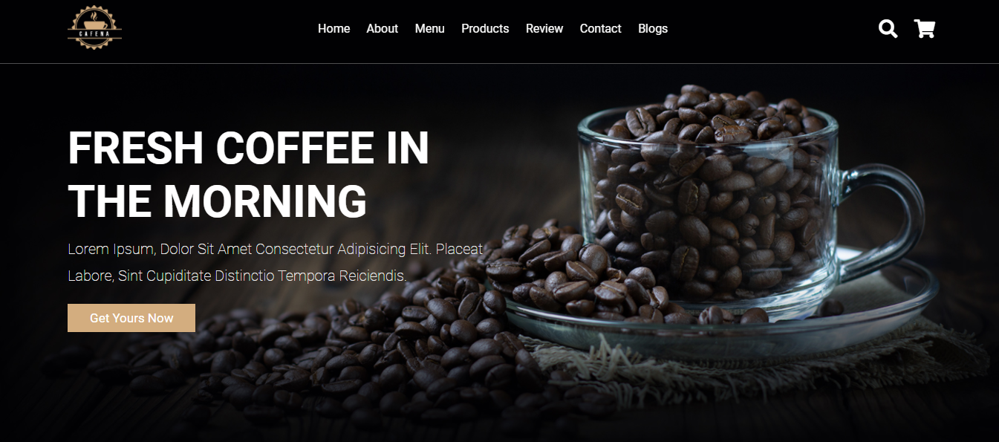 CAFENA
Home About Menu Products Review Contact Blogs
FRESH COFFEE IN
THE MORNING
Lorem Ipsum, Dolor Sit Amet Consectetur Adipisicing Elit. Placeat
Labore, Sint Cupiditate Distinctio Tempora Reiciendis.
Get Yours Now